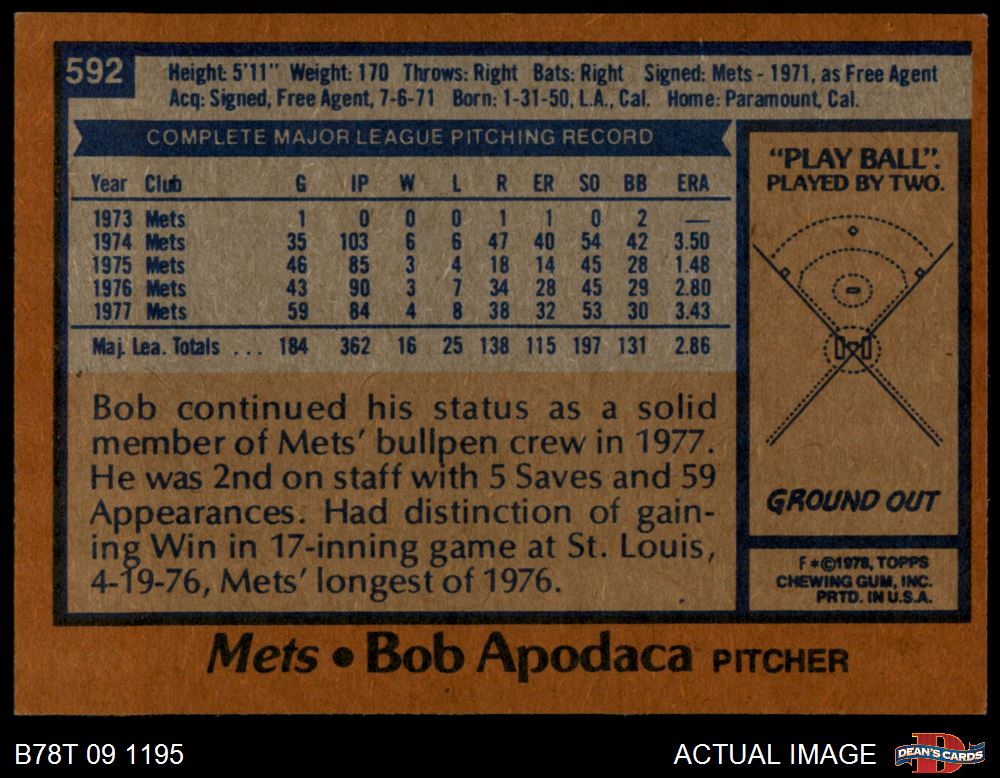 592
Height: 5'11" Weight: 170 Throws: Right Bats: Right Signed: Mets - 1971, as Free Agent
Acq: Signed, Free Agent, 7-6-71 Born: 1-31-50, L.A., Cal. Home: Paramount, Cal.
COMPLETE MAJOR LEAGUE PITCHING RECORD
Year Club G IP W L R ER SO BB ERA
1973 Mets 1 0 0 0 1 1 0 2 —
1974 Mets 35 103 6 6 47 40 54 42 3.50
1975 Mets 46 85 3 4 18 14 45 28 1.48
1976 Mets 43 90 3 7 34 28 45 29 2.80
1977 Mets 59 84 4 8 38 32 53 30 3.43
Maj. Lea. Totals ... 184 362 16 25 138 115 197 131 2.86
Bob continued his status as a solid
member of Mets' bullpen crew in 1977.
He was 2nd on staff with 5 Saves and 59
Appearances. Had distinction of gain-
ing Win in 17-inning game at St. Louis,
4-19-76, Mets' longest of 1976.
"PLAY BALL".
PLAYED BY TWO.
GROUND OUT
F*©1978, TOPPS
CHEWING GUM, INC.
PRTD. IN U.S.A.
Mets • Bob Apodaca PITCHER
B78T 09 1195
ACTUAL IMAGE
DEAN'S CARDS